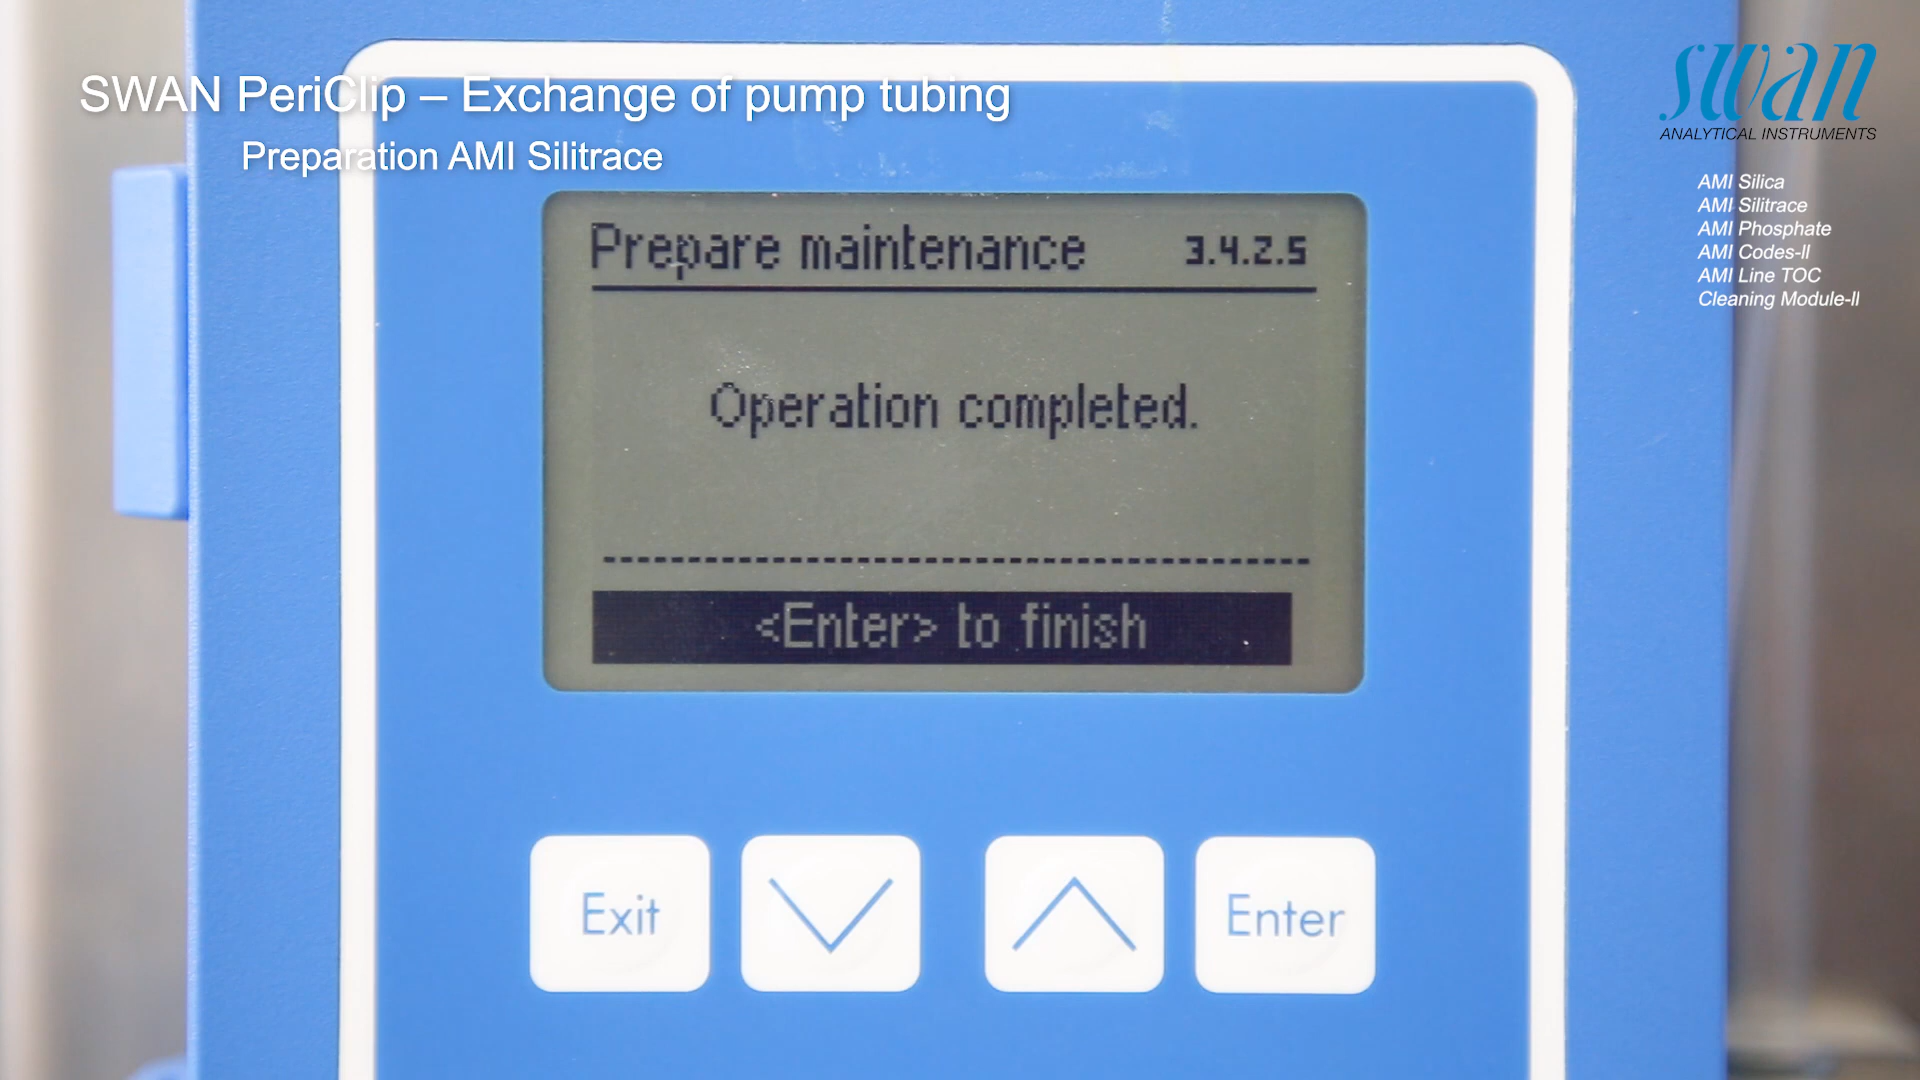 SWAN PeriClip – Exchange of pump tubing
Preparation AMI Silitrace
swan
ANALYTICAL INSTRUMENTS
AMI Silica
AMI Silitrace
AMI Phosphate
AMI Codes-II
AMI Line TOC
Cleaning Module-II
Prepare maintenance 3.4.2.5
Operation completed.
<Enter> to finish
Exit Enter